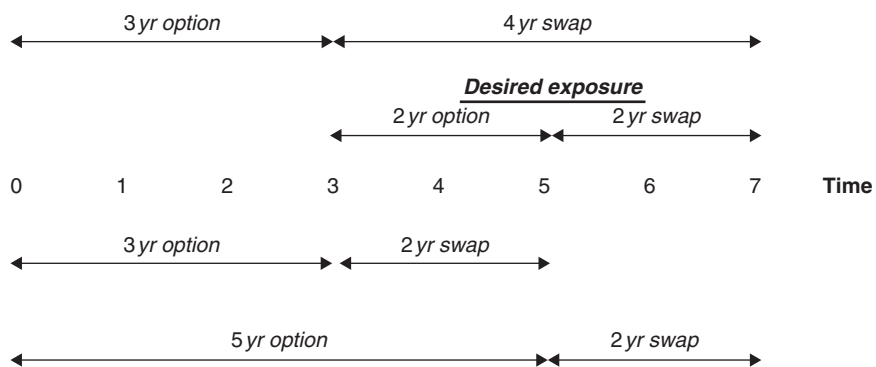 3 yr option 4 yr swap
Desired exposure
2 yr option 2 yr swap
0 1 2 3 4 5 6 7 Time
3 yr option 2 yr swap
5 yr option 2 yr swap